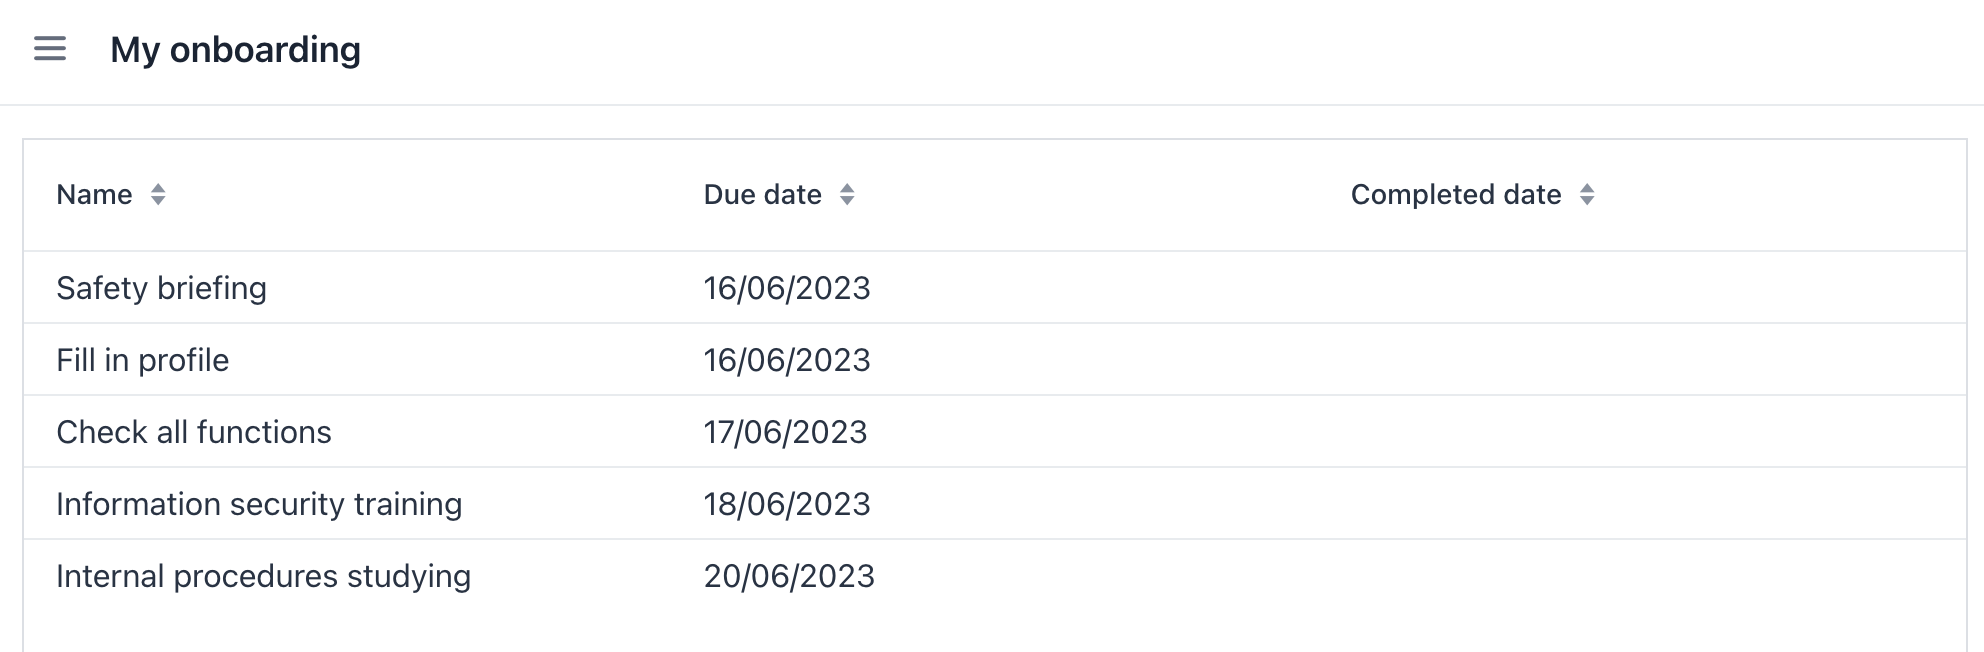 My onboarding
Name Due date Completed date
Safety briefing 16/06/2023
Fill in profile 16/06/2023
Check all functions 17/06/2023
Information security training 18/06/2023
Internal procedures studying 20/06/2023